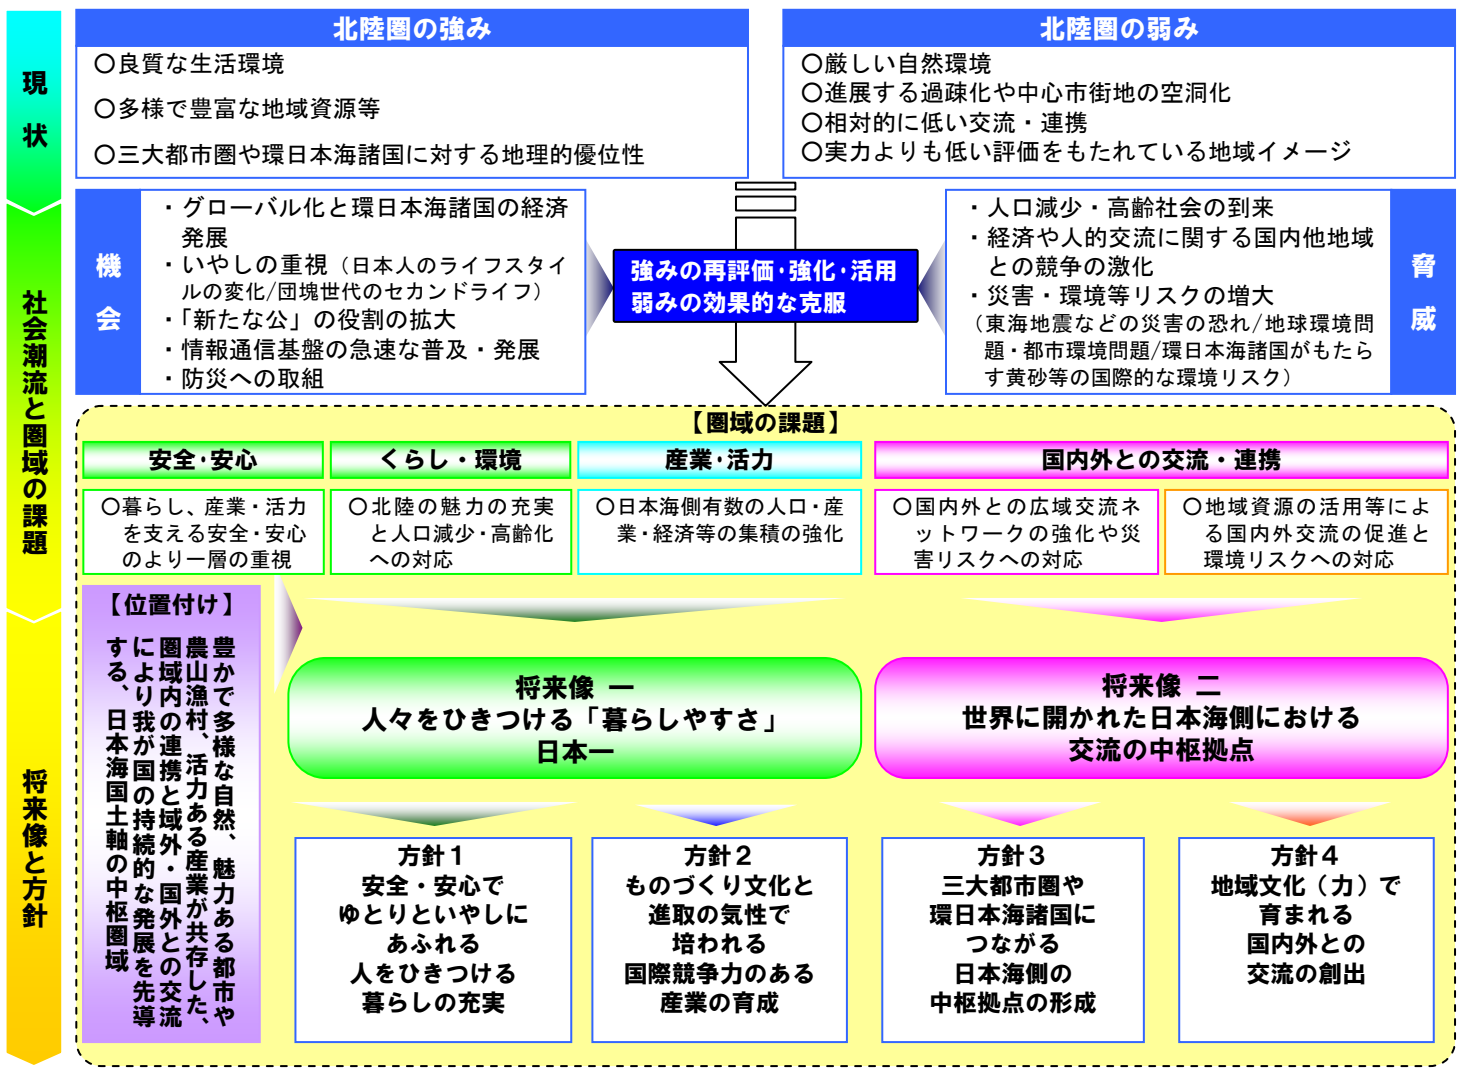 現状
北陸圏の強み
〇良質な生活環境
〇多様で豊富な地域資源等
〇三大都市圏や環日本海諸国に対する地理的優位性
北陸圏の弱み
〇厳しい自然環境
〇進展する過疎化や中心市街地の空洞化
〇相対的に低い交流・連携
〇実力よりも低い評価をもたれている地域イメージ
社会潮流と圏域の課題
機会
・グローバル化と環日本海諸国の経済
発展
・いやしの重視（日本人のライフスタイ
ルの変化/団塊世代のセカンドライフ）
・「新たな公」の役割の拡大
・情報通信基盤の急速な普及・発展
・防災への取組
強みの再評価・強化・活用
弱みの効果的な克服
・人口減少・高齢社会の到来
・経済や人的交流に関する国内他地域
との競争の激化
・災害・環境等リスクの増大
（東海地震などの災害の恐れ/地球環境問
題・都市環境問題/環日本海諸国がもたら
す黄砂等の国際的な環境リスク）
脅威
【圏域の課題】
安全・安心
〇暮らし、産業・活力
を支える安全・安心
のより一層の重視
くらし・環境
〇北陸の魅力の充実
と人口減少・高齢化
への対応
産業・活力
〇日本海側有数の人口・産
業・経済等の集積の強化
国内外との交流・連携
〇国内外との広域交流ネ
ットワークの強化や災
害リスクへの対応
〇地域資源の活用等によ
る国内外交流の促進と
環境リスクへの対応
将来像と方針
【位置付け】
豊かで多様な自然、魅力ある都市や
農山漁村、活力ある産業が共存した、
圏域内の連携と域外・国外との交流
により我が国の持続的な発展を先導
する、日本海国土軸の中枢圏域
将来像 一
人々をひきつける「暮らしやすさ」
日本一
将来像 二
世界に開かれた日本海側における
交流の中枢拠点
方針１
安全・安心で
ゆとりといやしに
あふれる
人をひきつける
暮らしの充実
方針２
ものづくり文化と
進取の気性で
培われる
国際競争力のある
産業の育成
方針３
三大都市圏や
環日本海諸国に
つながる
日本海側の
中枢拠点の形成
方針４
地域文化（力）で
育まれる
国内外との
交流の創出